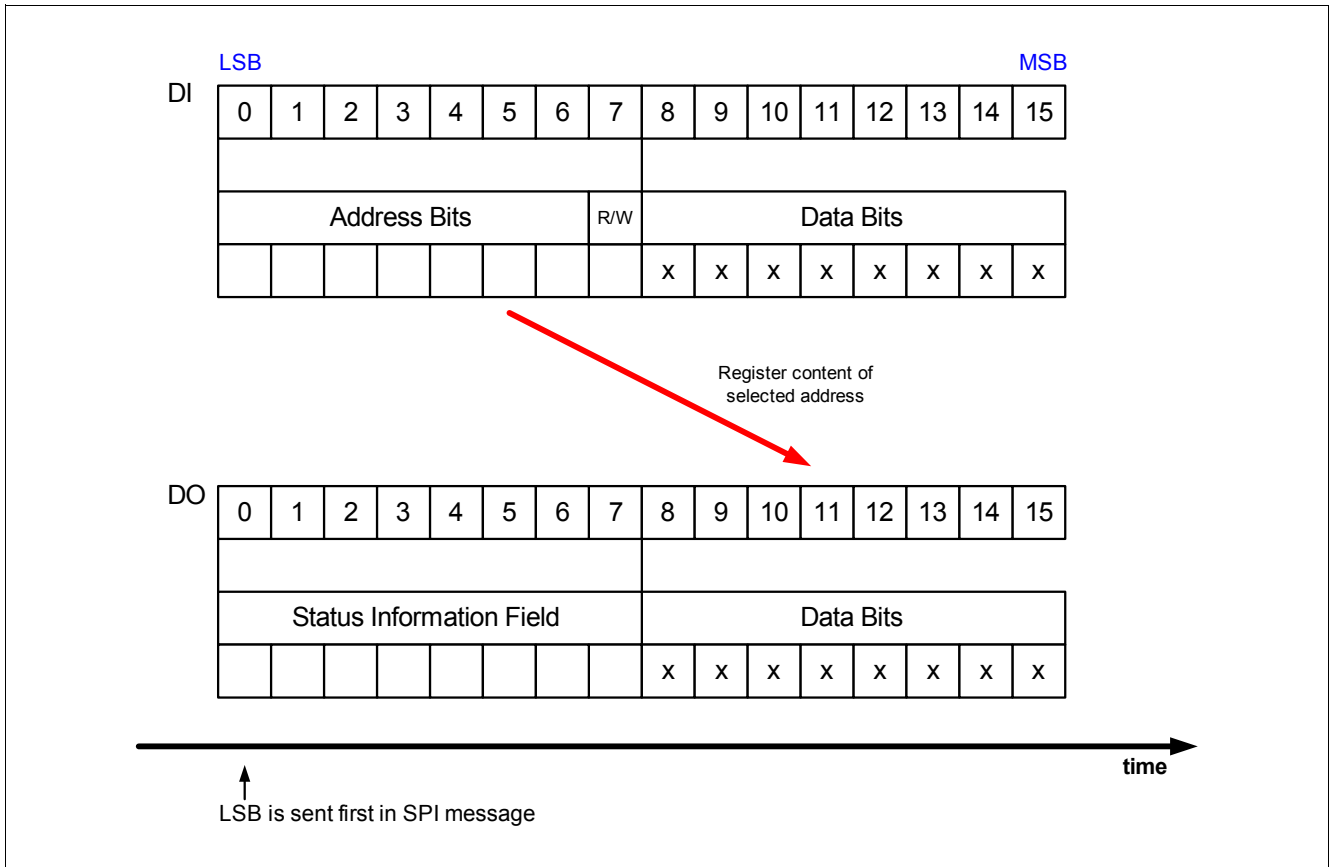 LSB MSB
DI 0 1 2 3 4 5 6 7 8 9 10 11 12 13 14 15
Address Bits R/W Data Bits
x x x x x x x x
Register content of
selected address
DO 0 1 2 3 4 5 6 7 8 9 10 11 12 13 14 15
Status Information Field Data Bits
x x x x x x x x
time
LSB is sent first in SPI message